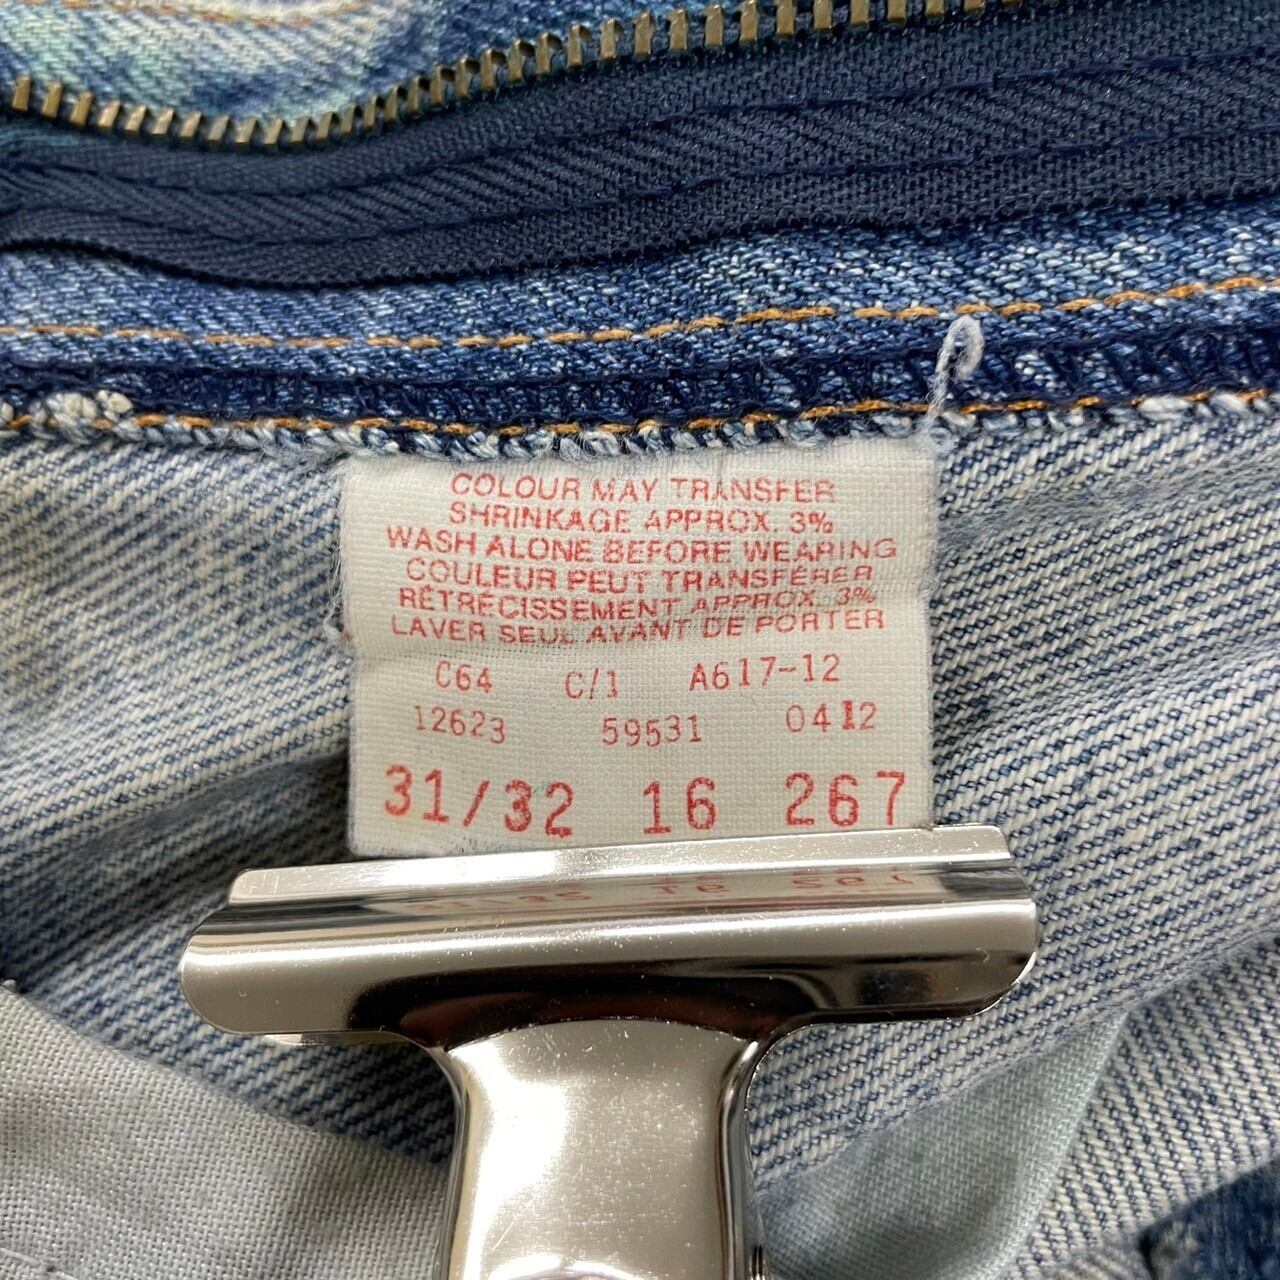 COLOUR MAY TRANSFER
SHRINKAGE APPROX. 3%
WASH ALONE BEFORE WEARING
COULEUR PEUT TRANSFÉRER
RÉTRÉCISSEMENT APPROX. 3%
LAVER SEUL AVANT DE PORTER
C64 C/1 A617-12
12623 59531 0412
31/32 16 267